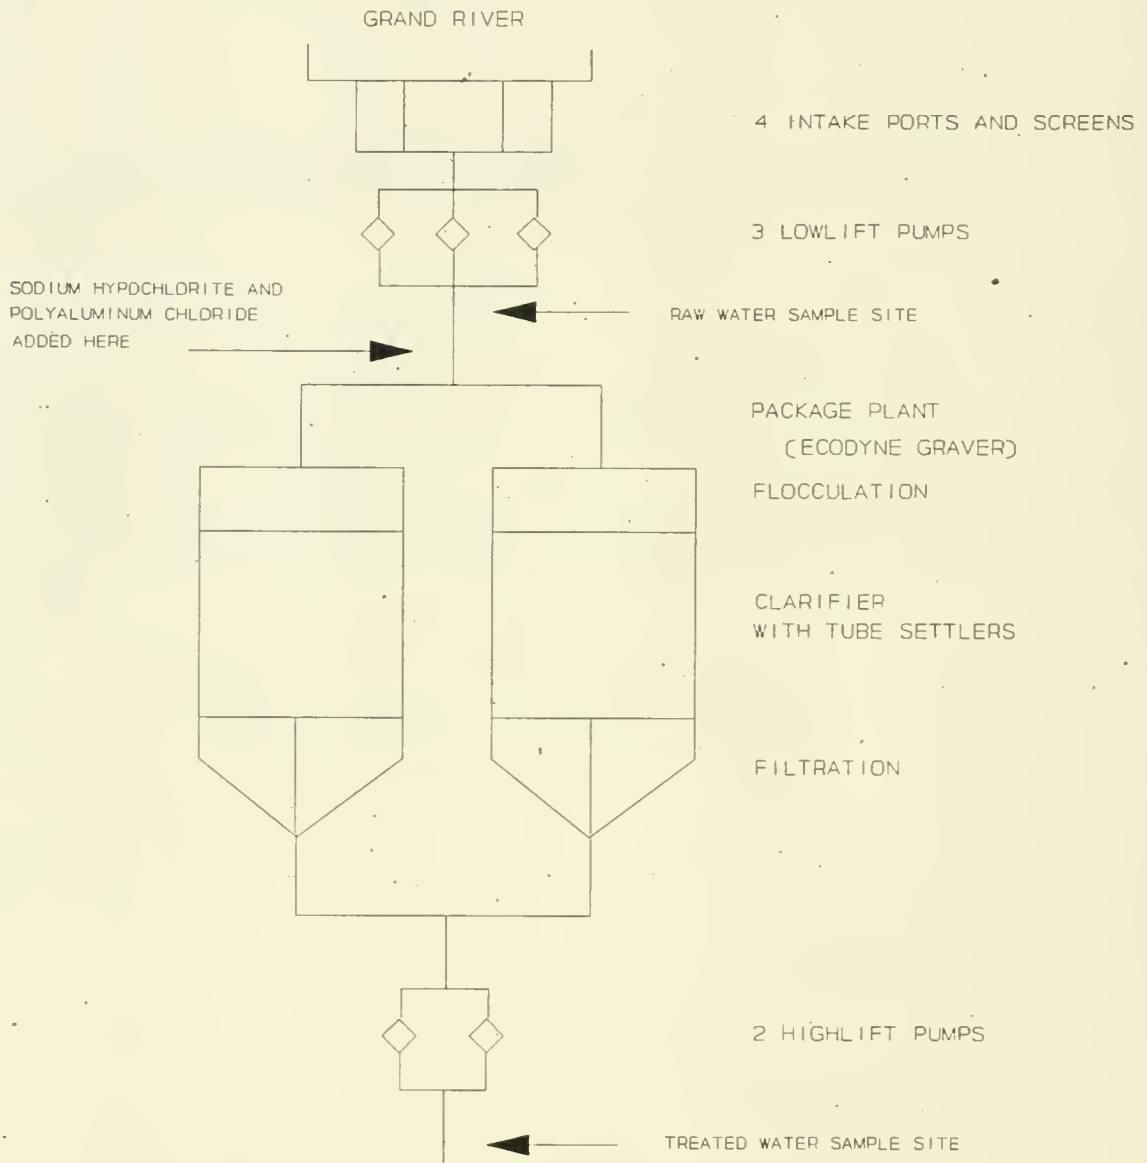 GRAND RIVER
4 INTAKE PORTS AND SCREENS
3 LOWLIFT PUMPS
SODIUM HYPOCHLORITE AND
POLYALUMINUM CHLORIDE
ADDED HERE
RAW WATER SAMPLE SITE
PACKAGE PLANT
(ECODYNE GRAVER)
FLOCCULATION
CLARIFIER
WITH TUBE SETTLERS
FILTRATION
2 HIGHLIFT PUMPS
TREATED WATER SAMPLE SITE